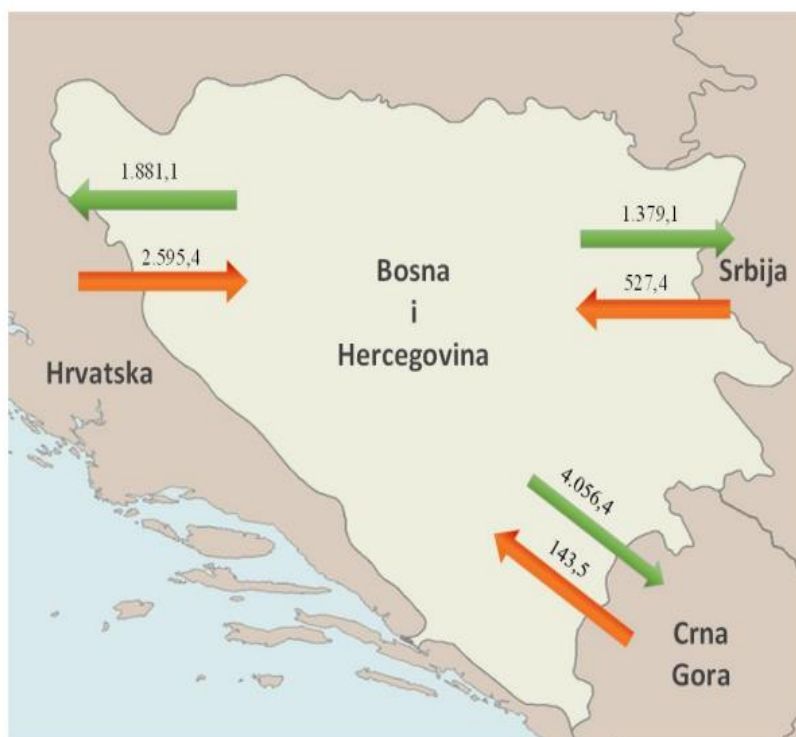 1.881,1
2.595,4
1.379,1
527,4
Bosna
i
Hercegovina
Srbija
Hrvatska
4.056,4
143,5
Crna
Gora